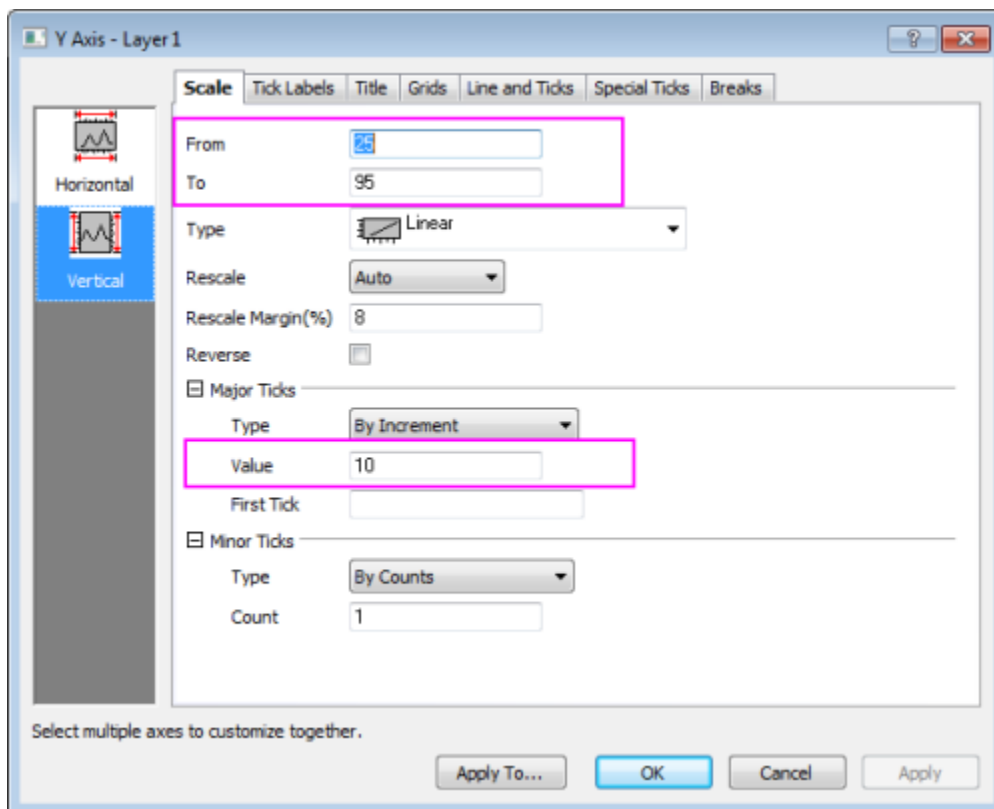 Y Axis - Layer 1
Scale Tick Labels Title Grids Line and Ticks Special Ticks Breaks
Horizontal
Vertical
From 25
To 95
Type Linear
Rescale Auto
Rescale Margin(%) 8
Reverse
Major Ticks
Type By Increment
Value 10
First Tick
Minor Ticks
Type By Counts
Count 1
Select multiple axes to customize together.
Apply To... OK Cancel Apply